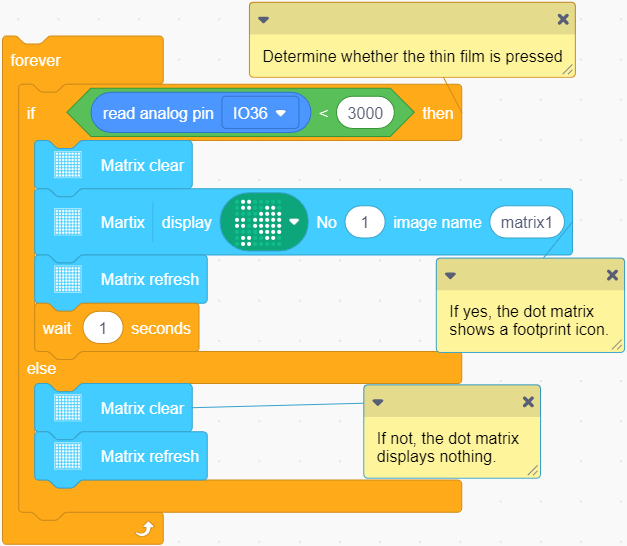 Determine whether the thin film is pressed
forever
if read analog pin IO36 < 3000 then
Matrix clear
Martix display No 1 image name matrix1
Matrix refresh
If yes, the dot matrix
shows a footprint icon.
wait 1 seconds
else
Matrix clear
If not, the dot matrix
displays nothing.
Matrix refresh